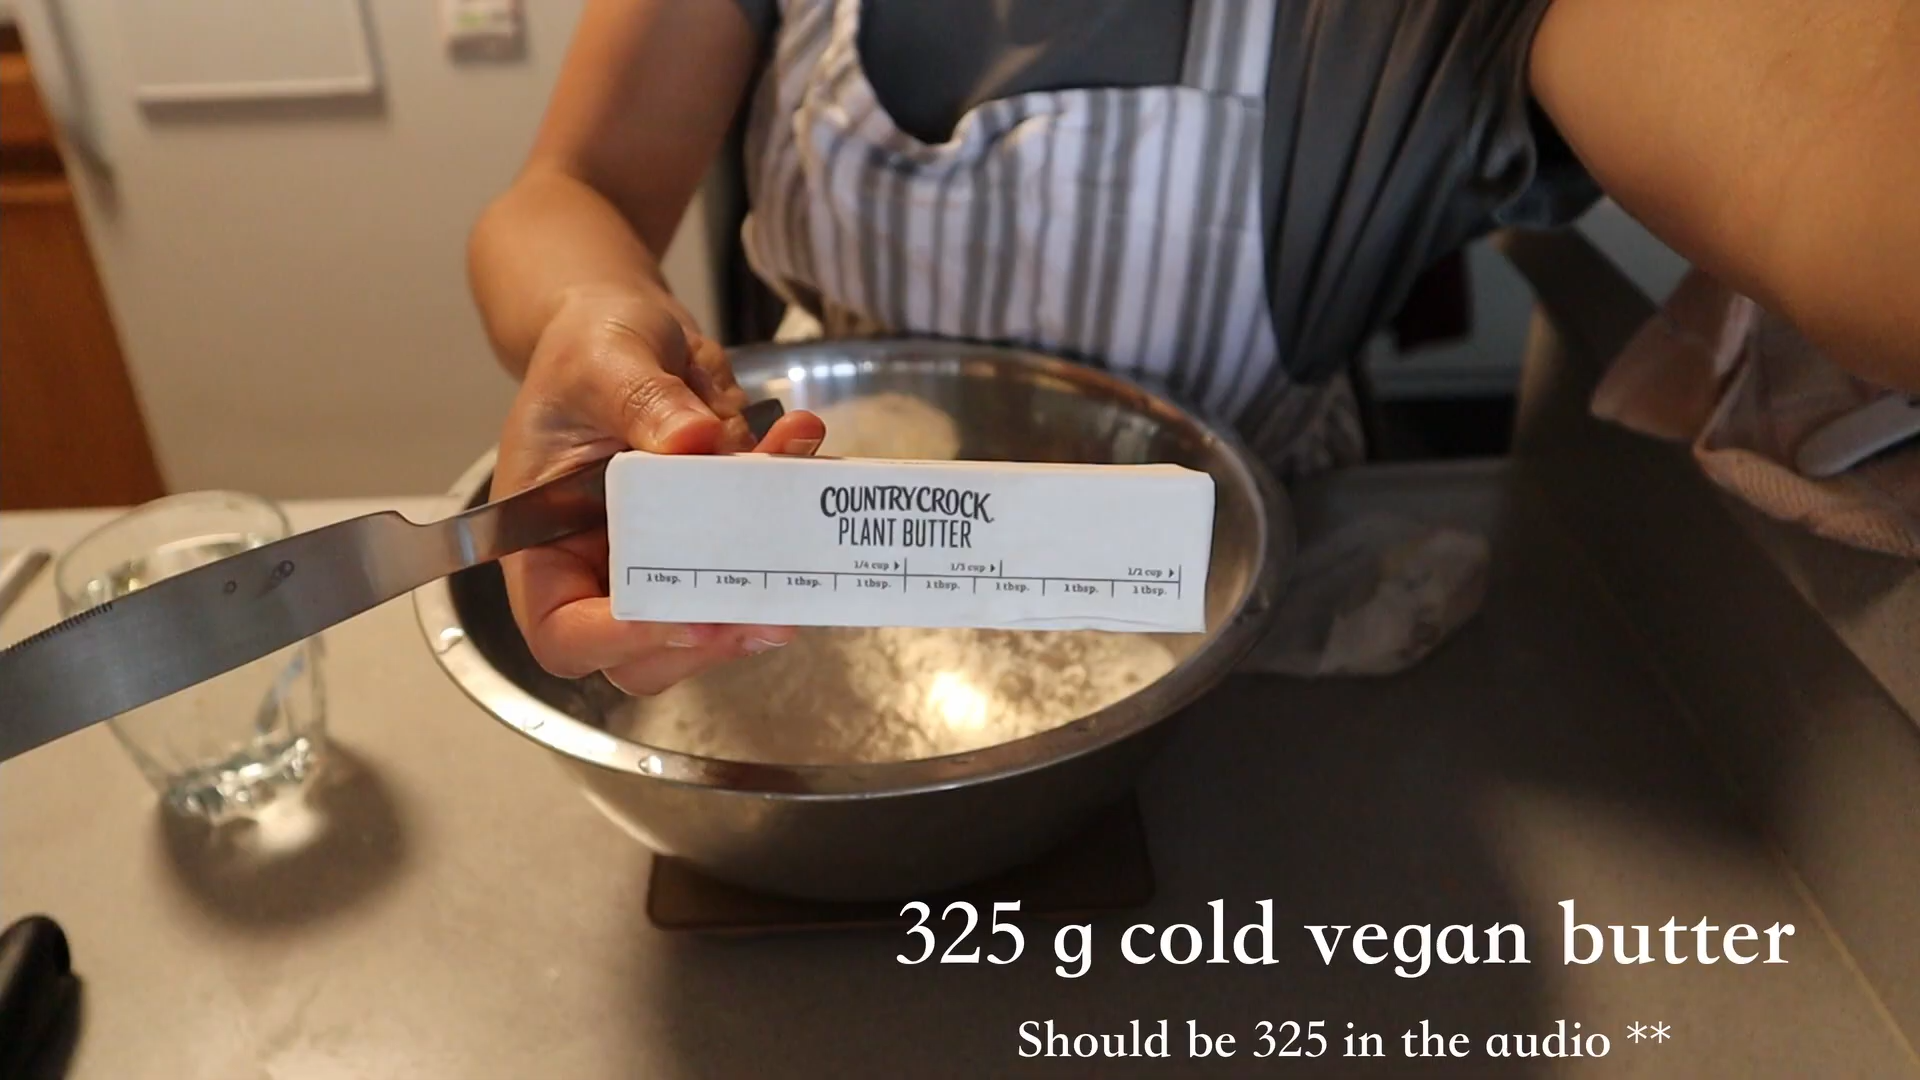 COUNTRY CROCK
PLANT BUTTER
1/4 cup 1/3 cup 1/2 cup
1 tbsp. 1 tbsp. 1 tbsp. 1 tbsp. 1 tbsp. 1 tbsp. 1 tbsp. 1 tbsp.
325 g cold vegan butter
Should be 325 in the audio **